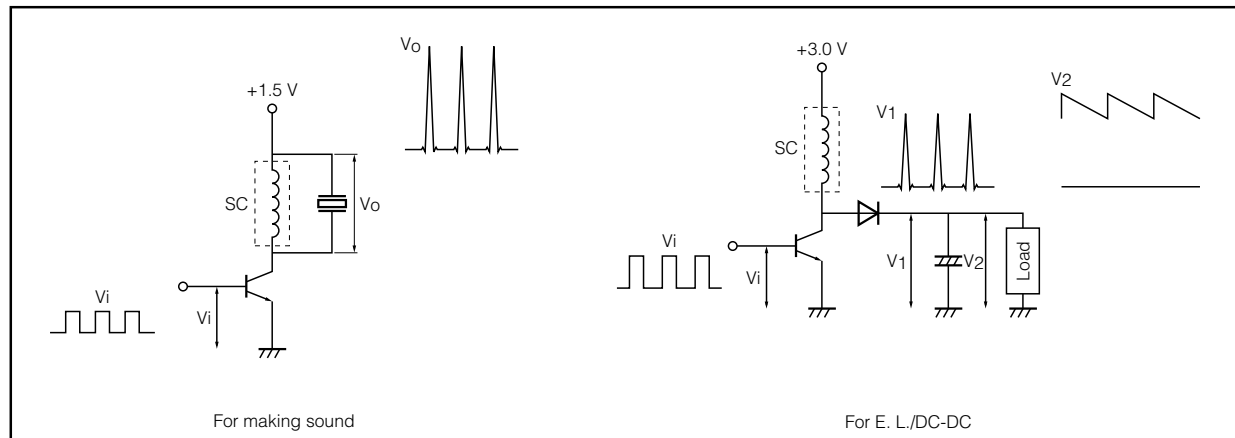 Vo
+1.5 V
SC
Vo
Vi
Vi
For making sound
+3.0 V
V2
V1
SC
Vi
Vi
V1
V2
Load
For E. L./DC-DC